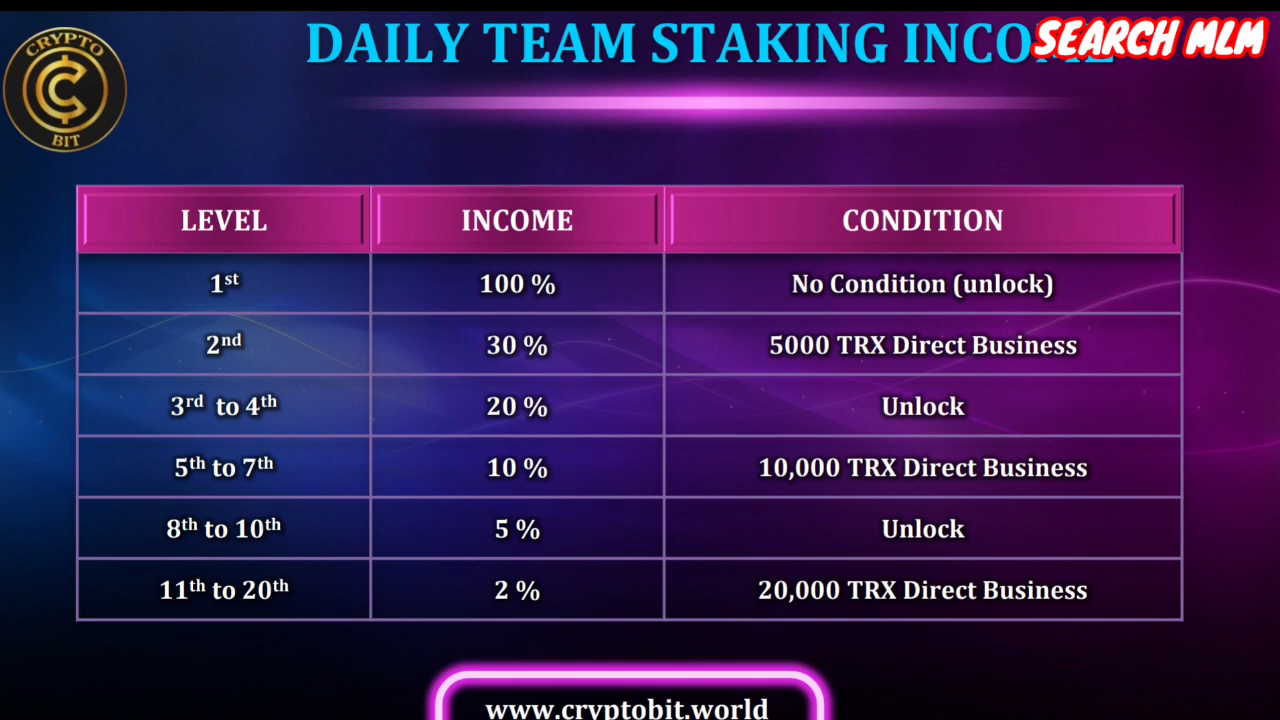 DAILY TEAM STAKING INCOME
SEARCH MLM
CRYPTO
BIT
LEVEL INCOME CONDITION
1st 100 % No Condition (unlock)
2nd 30 % 5000 TRX Direct Business
3rd to 4th 20 % Unlock
5th to 7th 10 % 10,000 TRX Direct Business
8th to 10th 5 % Unlock
11th to 20th 2 % 20,000 TRX Direct Business
www.cryptobit.world